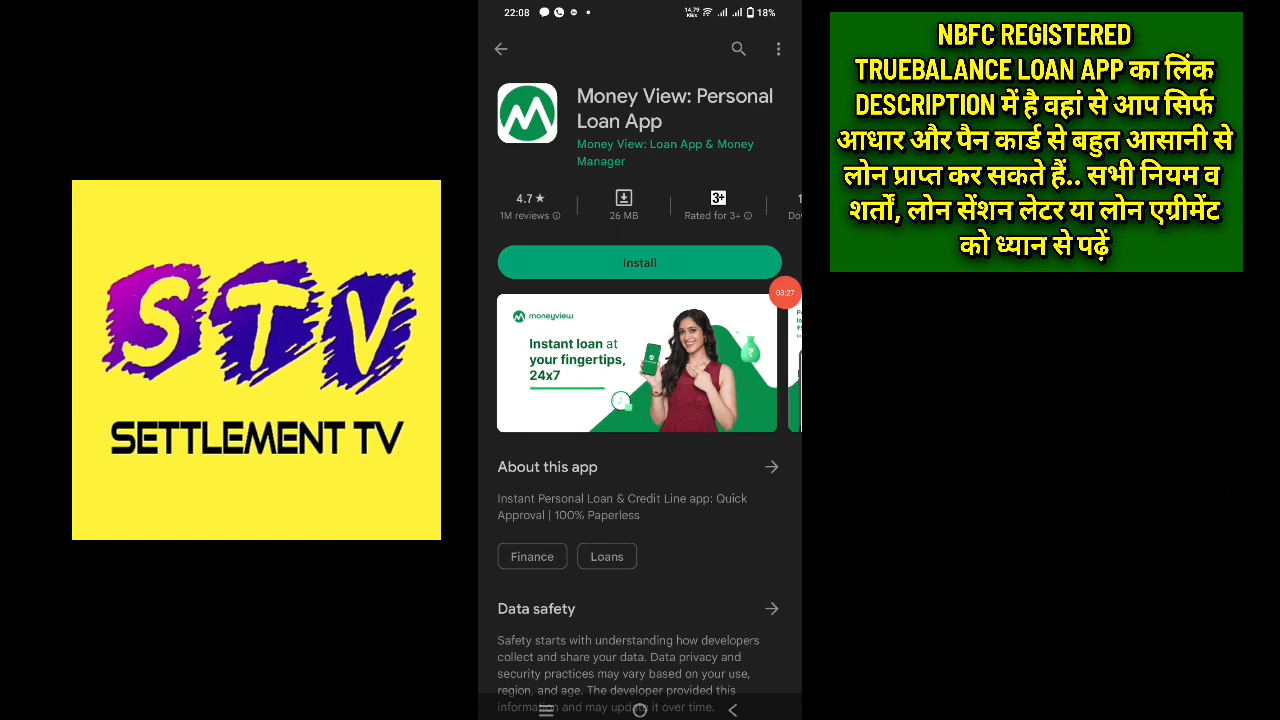 STV
SETTLEMENT TV
22:08
14.79
KB/s
18%
Money View: Personal
Loan App
Money View: Loan App & Money
Manager
4.7★
1M reviews
26 MB
3+
Rated for 3+
1
Do
Install
03:27
moneyview
Instant loan at
your fingertips,
24x7
About this app
Instant Personal Loan & Credit Line app: Quick
Approval | 100% Paperless
Finance
Loans
Data safety
Safety starts with understanding how developers
collect and share your data. Data privacy and
security practices may vary based on your use,
region, and age. The developer provided this
information and may update it over time.
NBFC REGISTERED
TRUEBALANCE LOAN APP का लिंक
DESCRIPTION में है वहां से आप सिर्फ
आधार और पैन कार्ड से बहुत आसानी से
लोन प्राप्त कर सकते हैं.. सभी नियम व
शर्तों, लोन सेंशन लेटर या लोन एग्रीमेंट
को ध्यान से पढ़ें